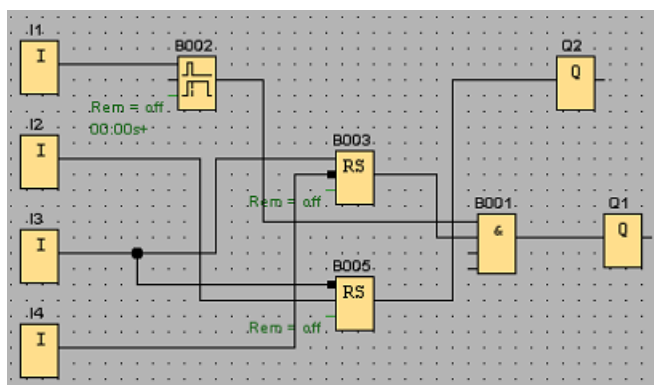 I1
I
B002
Q2
Q
Rem = off
00:00s+
I2
I
B003
RS
Rem = off
I3
I
B001
&
Q1
Q
B005
RS
Rem = off
I4
I